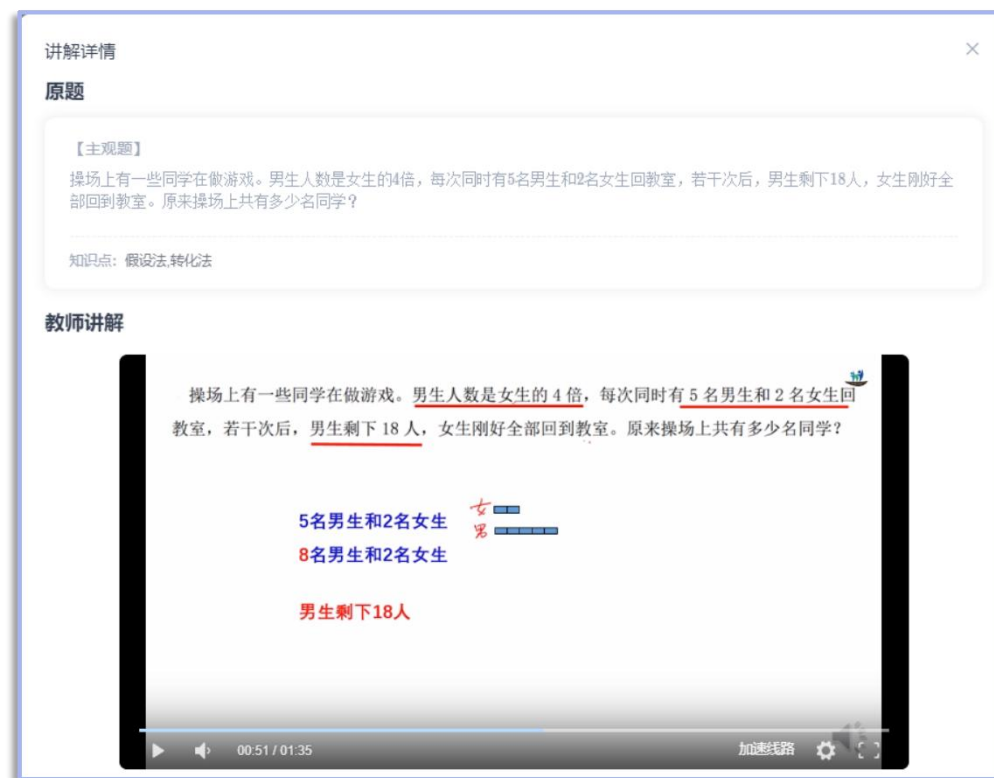 讲解详情
原题
【主观题】
操场上有一些同学在做游戏。男生人数是女生的4倍，每次同时有5名男生和2名女生回教室，若干次后，男生剩下18人，女生刚好全
部回到教室。原来操场上共有多少名同学？
知识点：假设法,转化法
教师讲解
操场上有一些同学在做游戏。男生人数是女生的 4 倍，每次同时有 5 名男生和 2 名女生回
教室，若干次后，男生剩下 18 人，女生刚好全部回到教室。原来操场上共有多少名同学？
女
5名男生和2名女生
男
8名男生和2名女生
男生剩下18人
00:51 / 01:35
加速线路